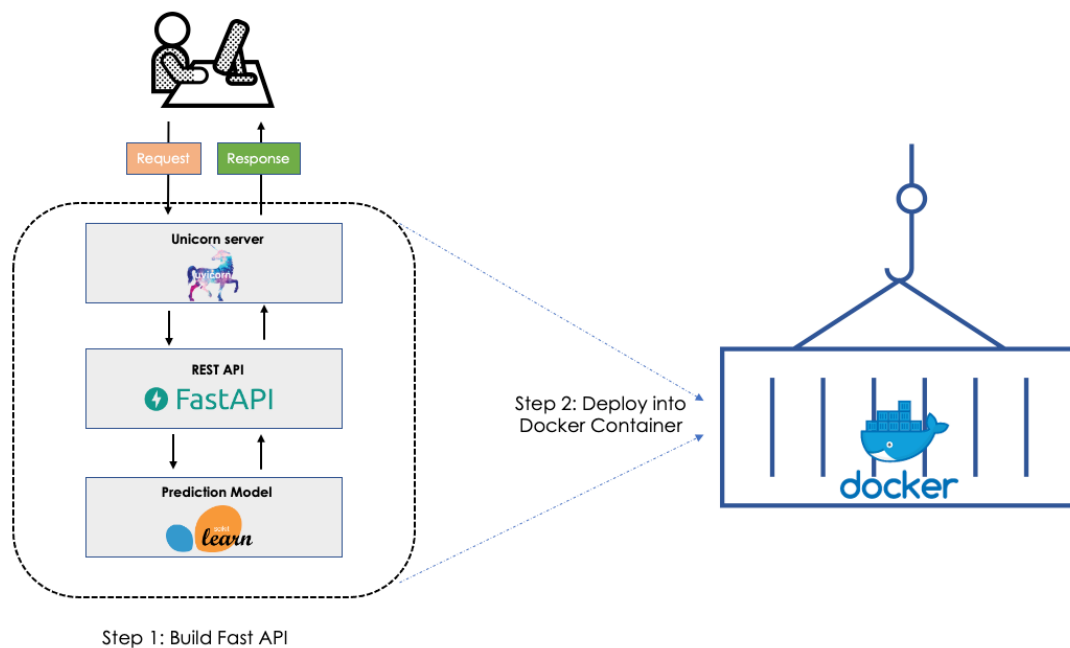 Request
Response
Unicorn server
uvicorn
REST API
FastAPI
Prediction Model
scikit
learn
Step 1: Build Fast API
Step 2: Deploy into
Docker Container
docker